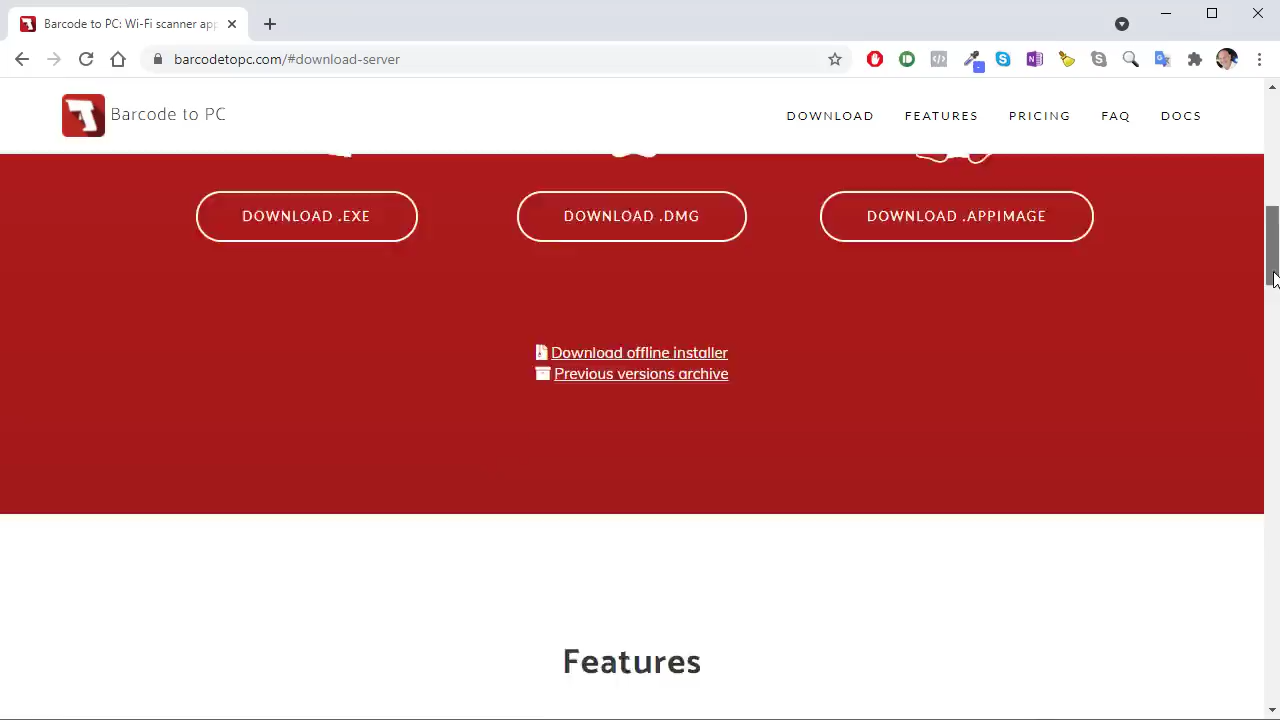 Barcode to PC: Wi-Fi scanner app
barcodetopc.com/#download-server
Barcode to PC
DOWNLOAD
FEATURES
PRICING
FAQ
DOCS
DOWNLOAD .EXE
DOWNLOAD .DMG
DOWNLOAD .APPIMAGE
Download offline installer
Previous versions archive
Features